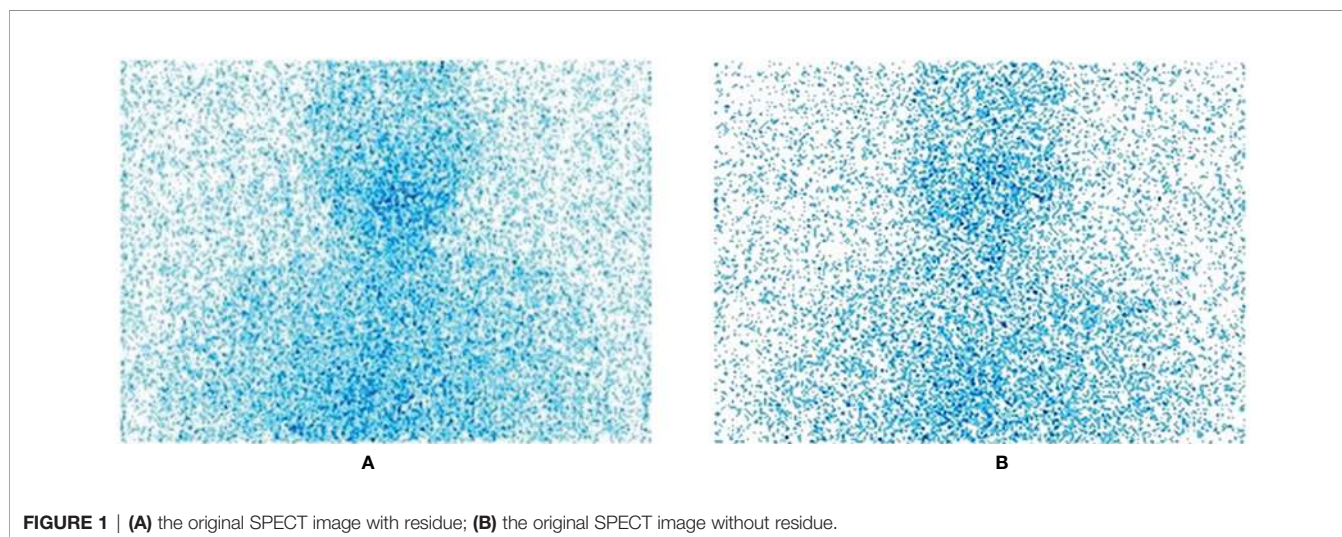 A
B
FIGURE 1 | (A) the original SPECT image with residue; (B) the original SPECT image without residue.